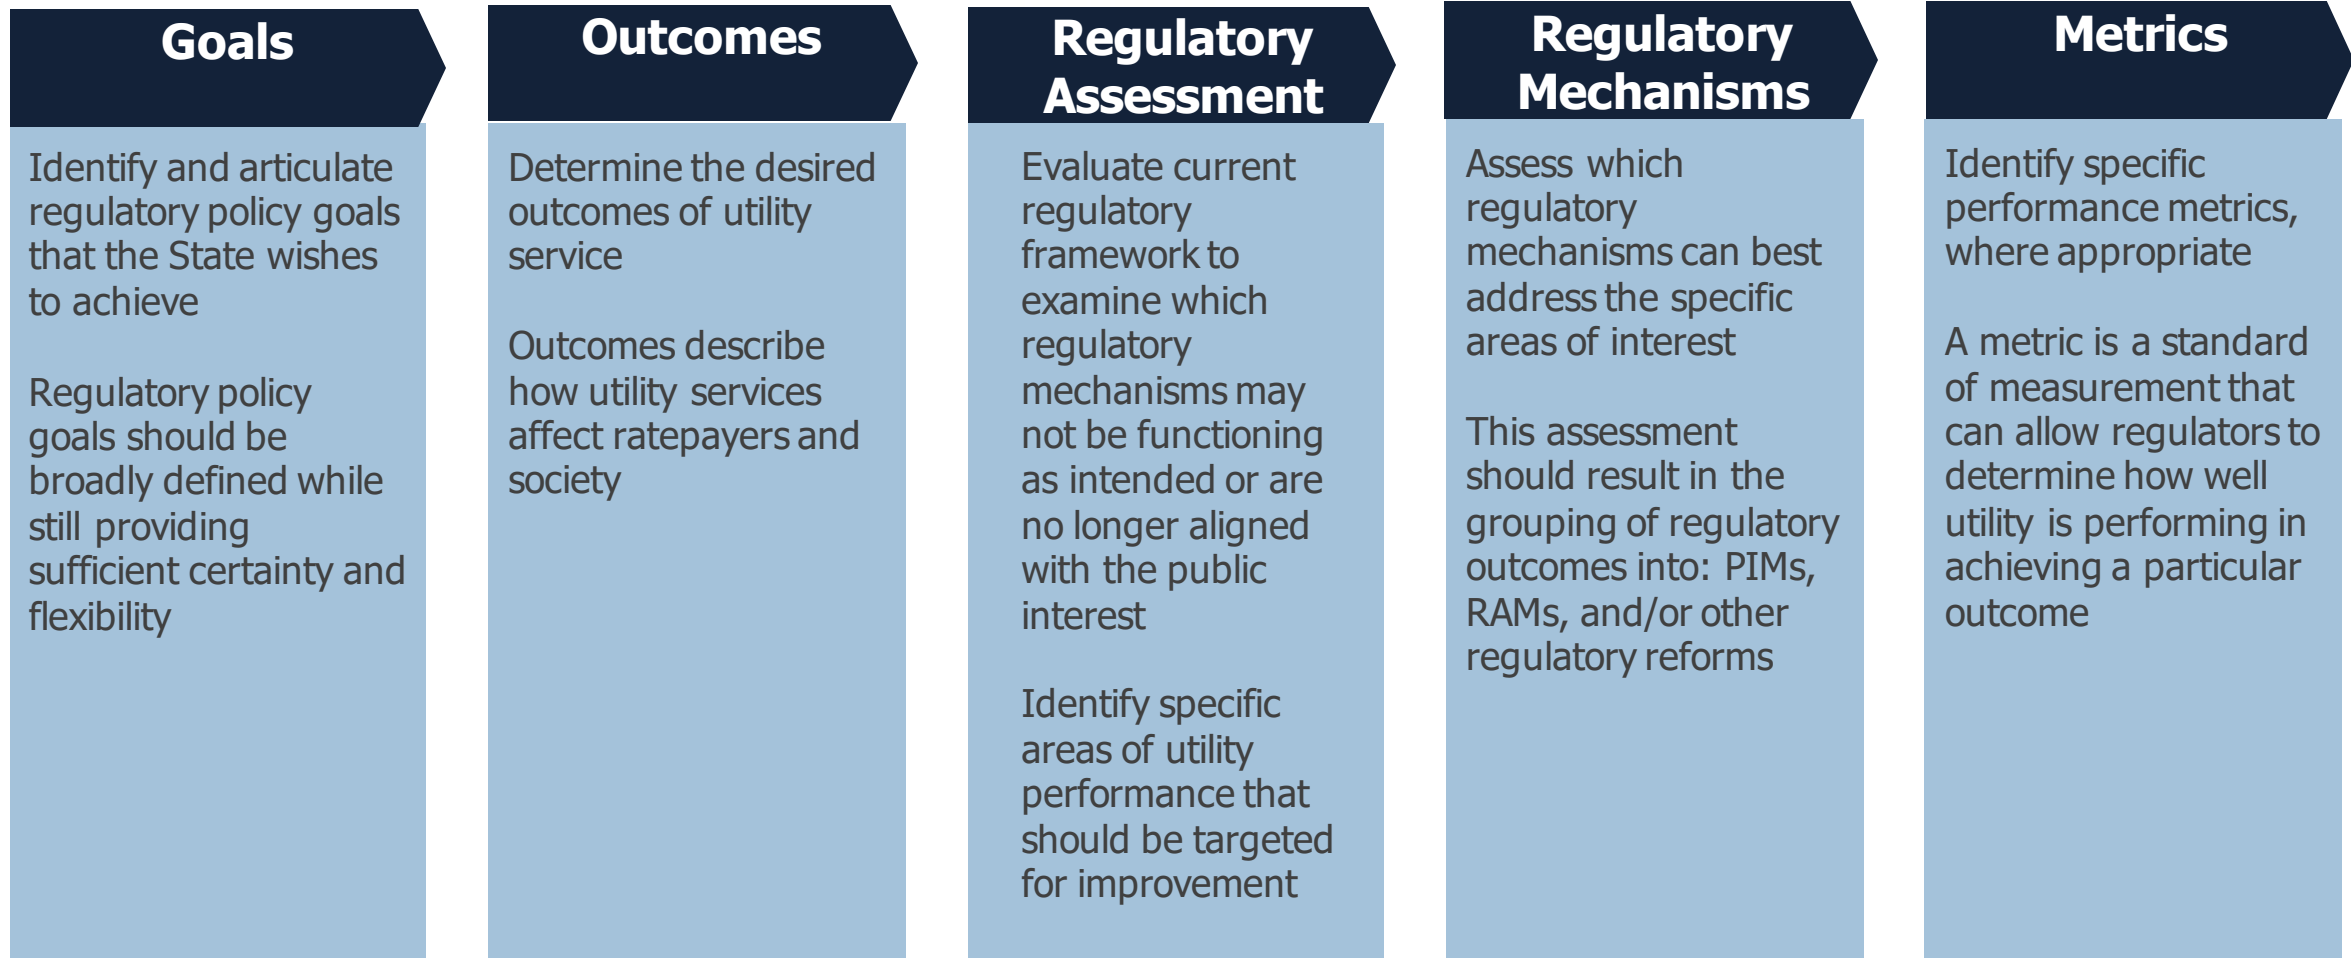 Goals
Identify and articulate
regulatory policy goals
that the State wishes
to achieve
Regulatory policy
goals should be
broadly defined while
still providing
sufficient certainty and
flexibility
Outcomes
Determine the desired
outcomes of utility
service
Outcomes describe
how utility services
affect ratepayers and
society
Regulatory
Assessment
Evaluate current
regulatory
framework to
examine which
regulatory
mechanisms may
not be functioning
as intended or are
no longer aligned
with the public
interest
Identify specific
areas of utility
performance that
should be targeted
for improvement
Regulatory
Mechanisms
Assess which
regulatory
mechanisms can best
address the specific
areas of interest
This assessment
should result in the
grouping of regulatory
outcomes into: PIMs,
RAMs, and/or other
regulatory reforms
Metrics
Identify specific
performance metrics,
where appropriate
A metric is a standard
of measurement that
can allow regulators to
determine how well
utility is performing in
achieving a particular
outcome